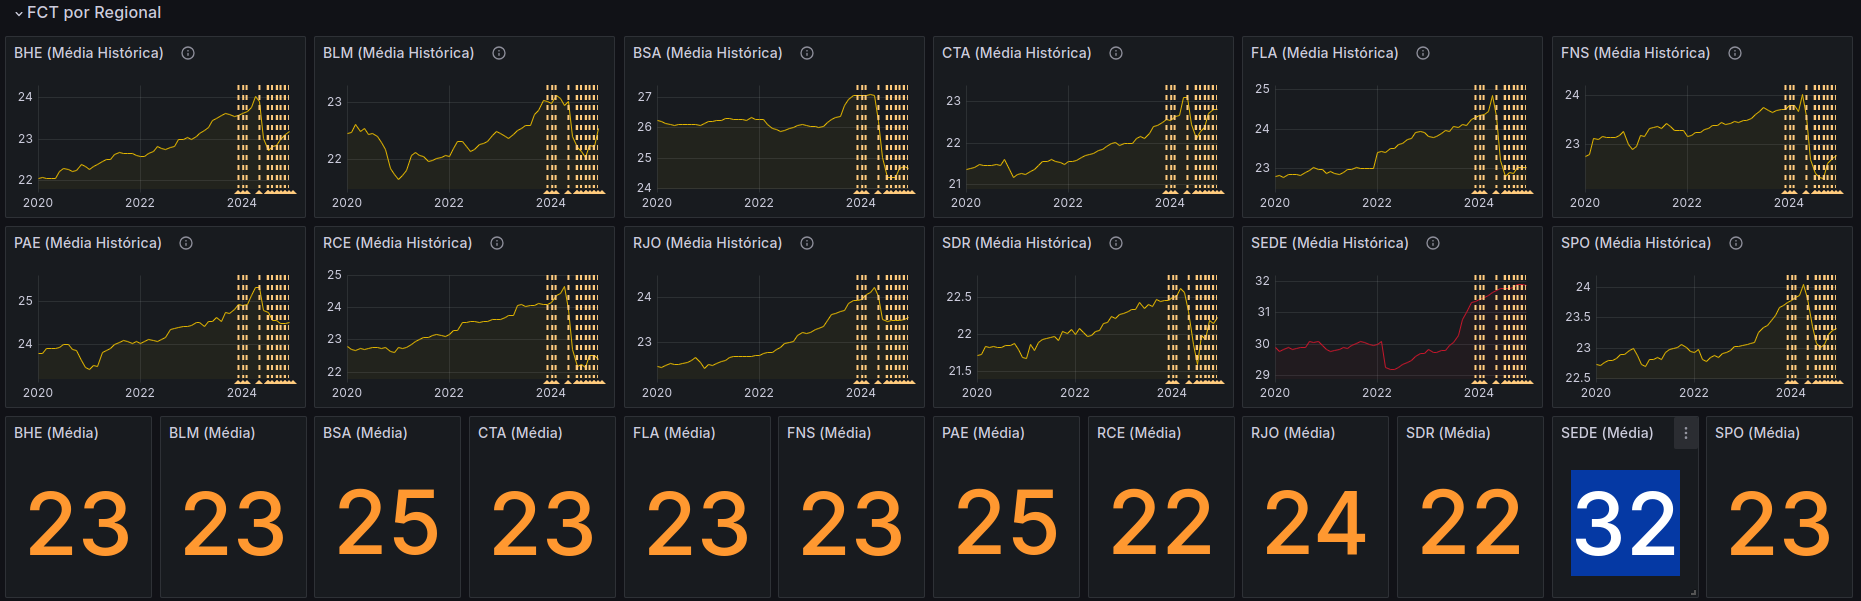 FCT por Regional
BHE (Média Histórica)
24
23
22
2020 2022 2024
BLM (Média Histórica)
23
22
2020 2022 2024
BSA (Média Histórica)
27
26
25
24
2020 2022 2024
CTA (Média Histórica)
23
22
21
2020 2022 2024
FLA (Média Histórica)
25
24
23
2020 2022 2024
FNS (Média Histórica)
24
23
2020 2022 2024
PAE (Média Histórica)
25
24
2020 2022 2024
RCE (Média Histórica)
25
24
23
22
2020 2022 2024
RJO (Média Histórica)
24
23
2020 2022 2024
SDR (Média Histórica)
22.5
22
21.5
2020 2022 2024
SEDE (Média Histórica)
32
31
30
29
2020 2022 2024
SPO (Média Histórica)
24
23.5
23
22.5
2020 2022 2024
BHE (Média)
23
BLM (Média)
23
BSA (Média)
25
CTA (Média)
23
FLA (Média)
23
FNS (Média)
23
PAE (Média)
25
RCE (Média)
22
RJO (Média)
24
SDR (Média)
22
SEDE (Média)
32
SPO (Média)
23